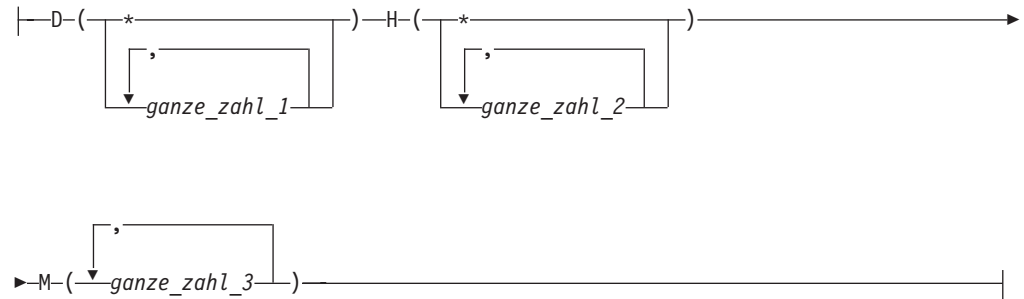 D ( * ) H ( * )
, ,
ganze_zahl_1 ganze_zahl_2
,
M ( ganze_zahl_3 )